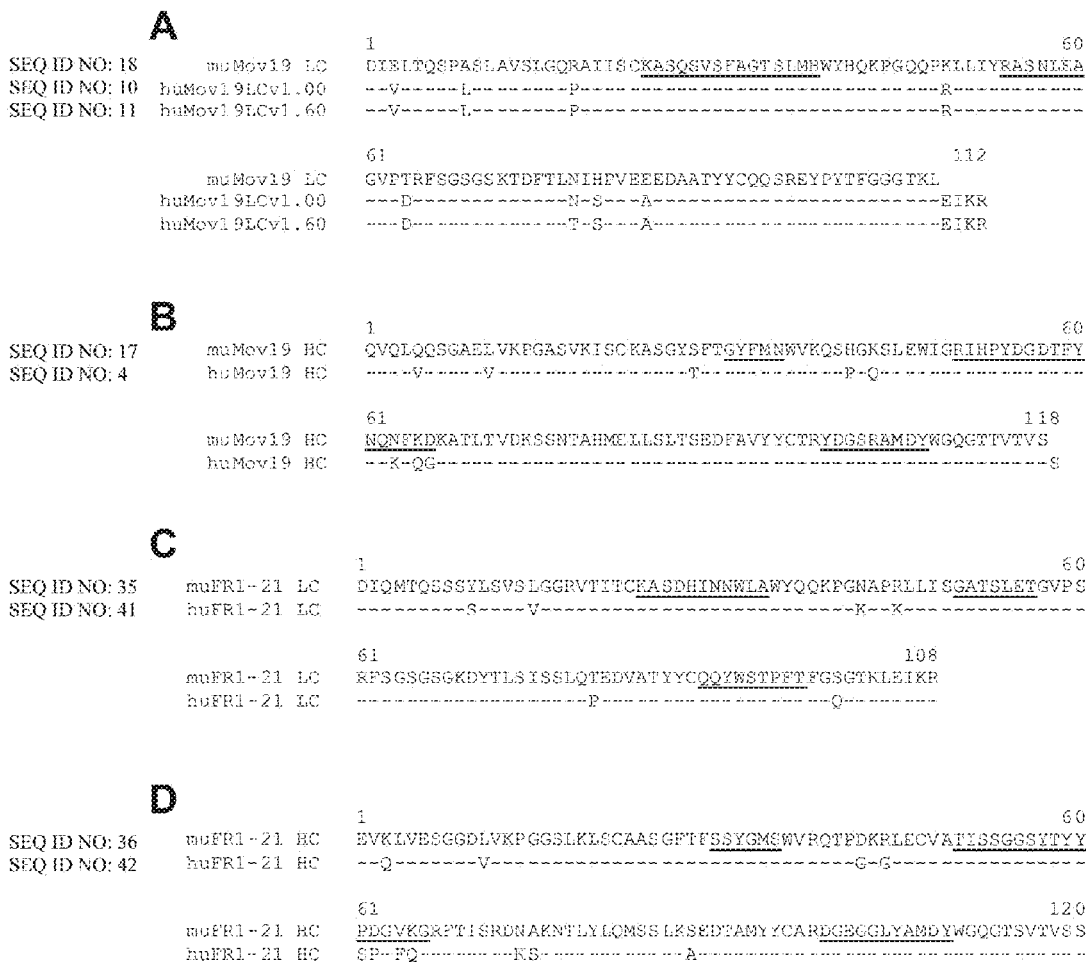 A
1 60
SEQ ID NO: 18 muMov19 LC DIELTQSPASLAVSLGQRAIISCKASQSVSFAGTSLMHWYHQKPGQQPKLLIYRASNLEA
SEQ ID NO: 10 huMov19LCv1.00 --V-----L--------P------------------------------R-----------
SEQ ID NO: 11 huMov19LCv1.60 --V-----L--------P------------------------------R-----------
61 112
muMov19 LC GVPTRFSGSGSKTDFTLNIHPVEEEDAATYYCQQSREYPYTFGGGTKL
huMov19LCv1.00 ---D-------------N-S---A------------------------EIKR
huMov19LCv1.60 ---D-------------T-S---A------------------------EIKR
B
1 60
SEQ ID NO: 17 muMov19 HC QVQLQQSGAELVKPGASVKISCKASGYSFTGYFMNWVKQSHGKSLEWIGRIHPYDGDTFY
SEQ ID NO: 4 huMov19 HC ----V-----V----------------T------------P-Q-----------------
61 118
muMov19 HC NQNFKDKATLTVDKSSNTAHMELLSLTSEDFAVYYCTRYDGSRAMDYWGQGTTVTVS
huMov19 HC --K-QG---------------------------------------------------S
C
1 60
SEQ ID NO: 35 muFR1-21 LC DIQMTQSSSYLSVSLGGRVTITCKASDHINNWLAWYQQKPGNAPRLLISGATSLETGVPS
SEQ ID NO: 41 huFR1-21 LC ---------S----V--------------------------K--K---------------
61 108
muFR1-21 LC RFSGSGSGKDYTLSISSLQTEDVATYYCQQYWSTPFTFGSGTKLEIKR
huFR1-21 LC -------------------P-------------------Q--------
D
1 60
SEQ ID NO: 36 muFR1-21 HC EVKLVESGGDLVKPGGSLKLSCAASGFTFSSYGMSWVRQTPDKRLECVATISSGGSYTYY
SEQ ID NO: 42 huFR1-21 HC --Q-------V------------------------------G-G----------------
61 120
muFR1-21 HC PDGVKGRFTISRDNAKNTLYLQMSSLKSEDTAMYYCARDGEGGLYAMDYWGQGTSVTVSS
huFR1-21 HC SP-FQ--------KS------------A--------------------------------